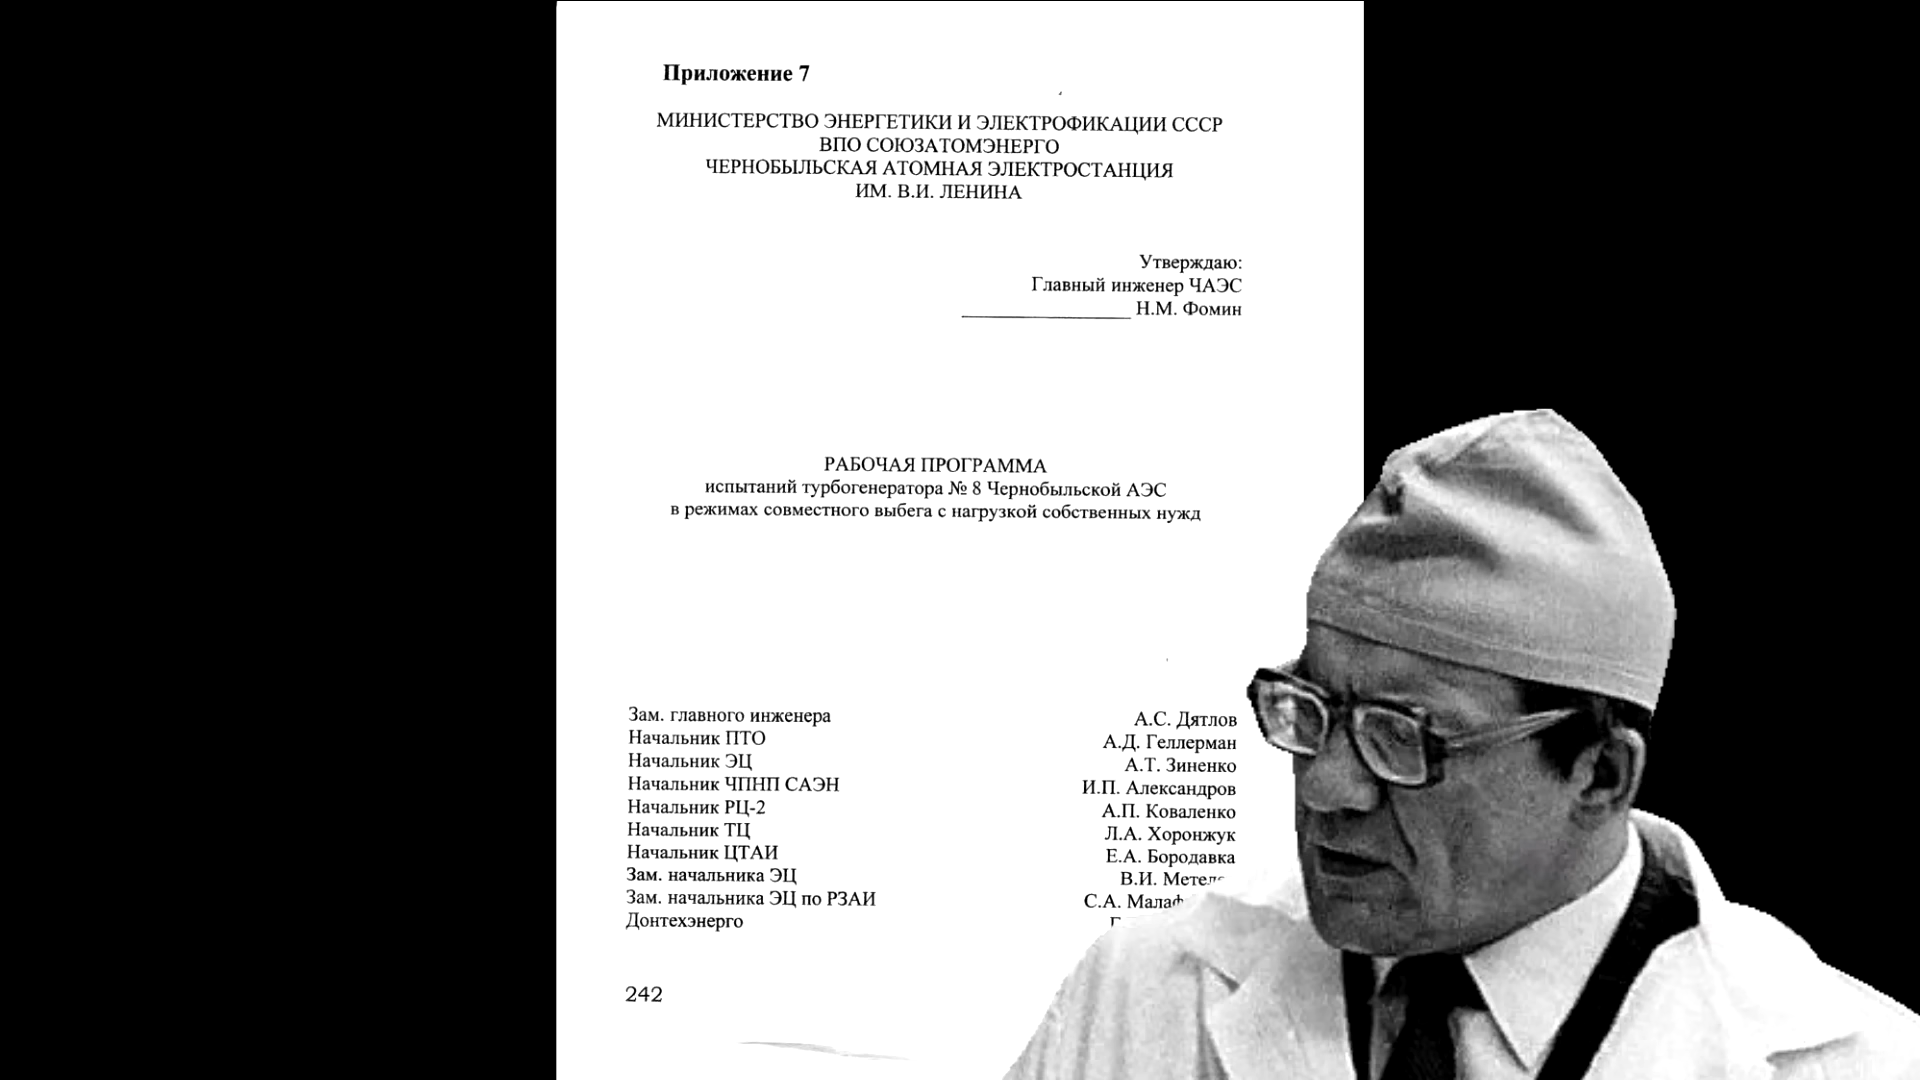 Приложение 7
МИНИСТЕРСТВО ЭНЕРГЕТИКИ И ЭЛЕКТРОФИКАЦИИ СССР
ВПО СОЮЗАТОМЭНЕРГО
ЧЕРНОБЫЛЬСКАЯ АТОМНАЯ ЭЛЕКТРОСТАНЦИЯ
ИМ. В.И. ЛЕНИНА
Утверждаю:
Главный инженер ЧАЭС
Н.М. Фомин
РАБОЧАЯ ПРОГРАММА
испытаний турбогенератора № 8 Чернобыльской АЭС
в режимах совместного выбега с нагрузкой собственных нужд
Зам. главного инженера А.С. Дятлов
Начальник ПТО А.Д. Геллерман
Начальник ЭЦ А.Т. Зиненко
Начальник ЧПНП САЭН И.П. Александров
Начальник РЦ-2 А.П. Коваленко
Начальник ТЦ Л.А. Хоронжук
Начальник ЦТАИ Е.А. Бородавка
Зам. начальника ЭЦ В.И.
Зам. начальника ЭЦ по РЗАИ С.А.
Донтехэнерго
242